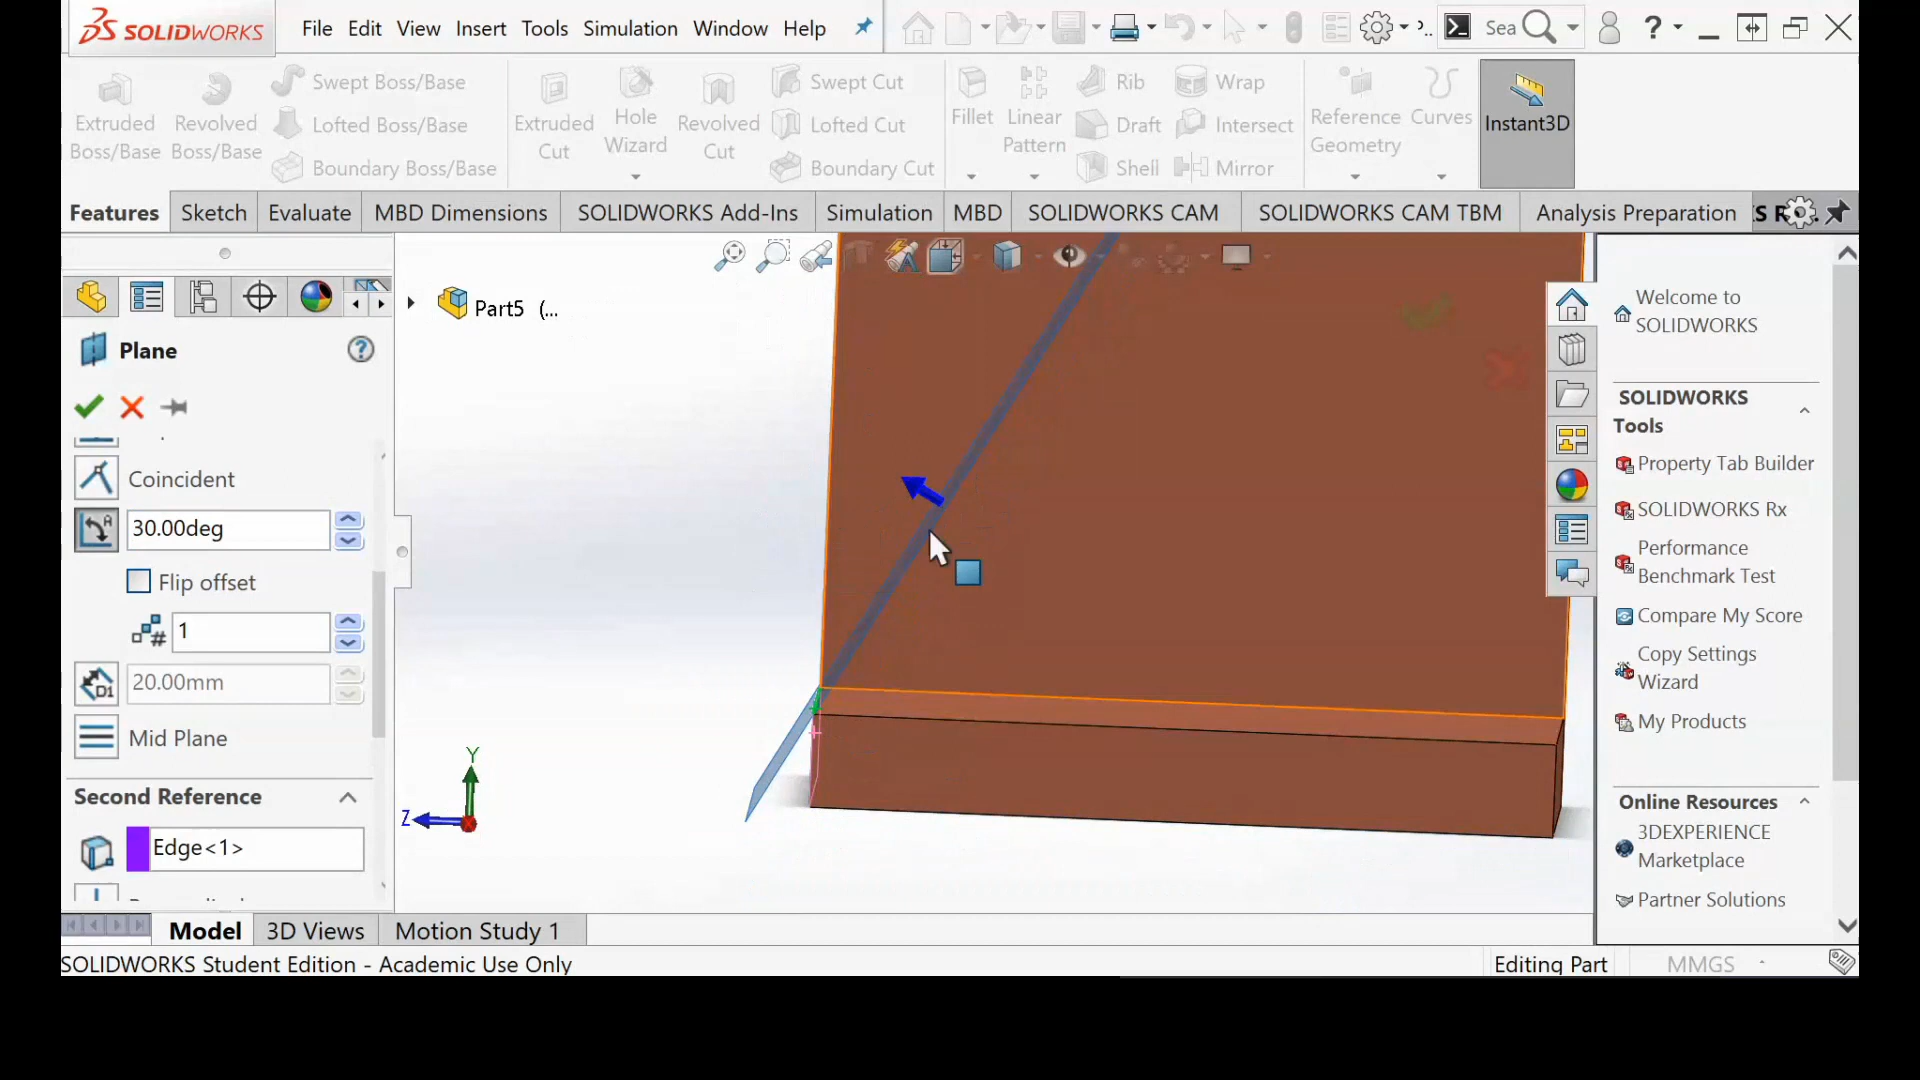 SOLIDWORKS File Edit View Insert Tools Simulation Window Help Sea ?
Extruded Boss/Base
Revolved Boss/Base
Swept Boss/Base
Lofted Boss/Base
Boundary Boss/Base
Extruded Cut
Hole Wizard
Revolved Cut
Swept Cut
Lofted Cut
Boundary Cut
Fillet
Linear Pattern
Rib
Draft
Shell
Wrap
Intersect
Mirror
Reference Geometry
Curves
Instant3D
Features Sketch Evaluate MBD Dimensions SOLIDWORKS Add-Ins Simulation MBD SOLIDWORKS CAM SOLIDWORKS CAM TBM Analysis Preparation
Part5 (...
Plane
Coincident
30.00deg
Flip offset
1
20.00mm
Mid Plane
Second Reference
Edge<1>
Y
Z
Welcome to
SOLIDWORKS
SOLIDWORKS
Tools
Property Tab Builder
SOLIDWORKS Rx
Performance
Benchmark Test
Compare My Score
Copy Settings
Wizard
My Products
Online Resources
3DEXPERIENCE
Marketplace
Partner Solutions
Model 3D Views Motion Study 1
SOLIDWORKS Student Edition - Academic Use Only Editing Part MMGS